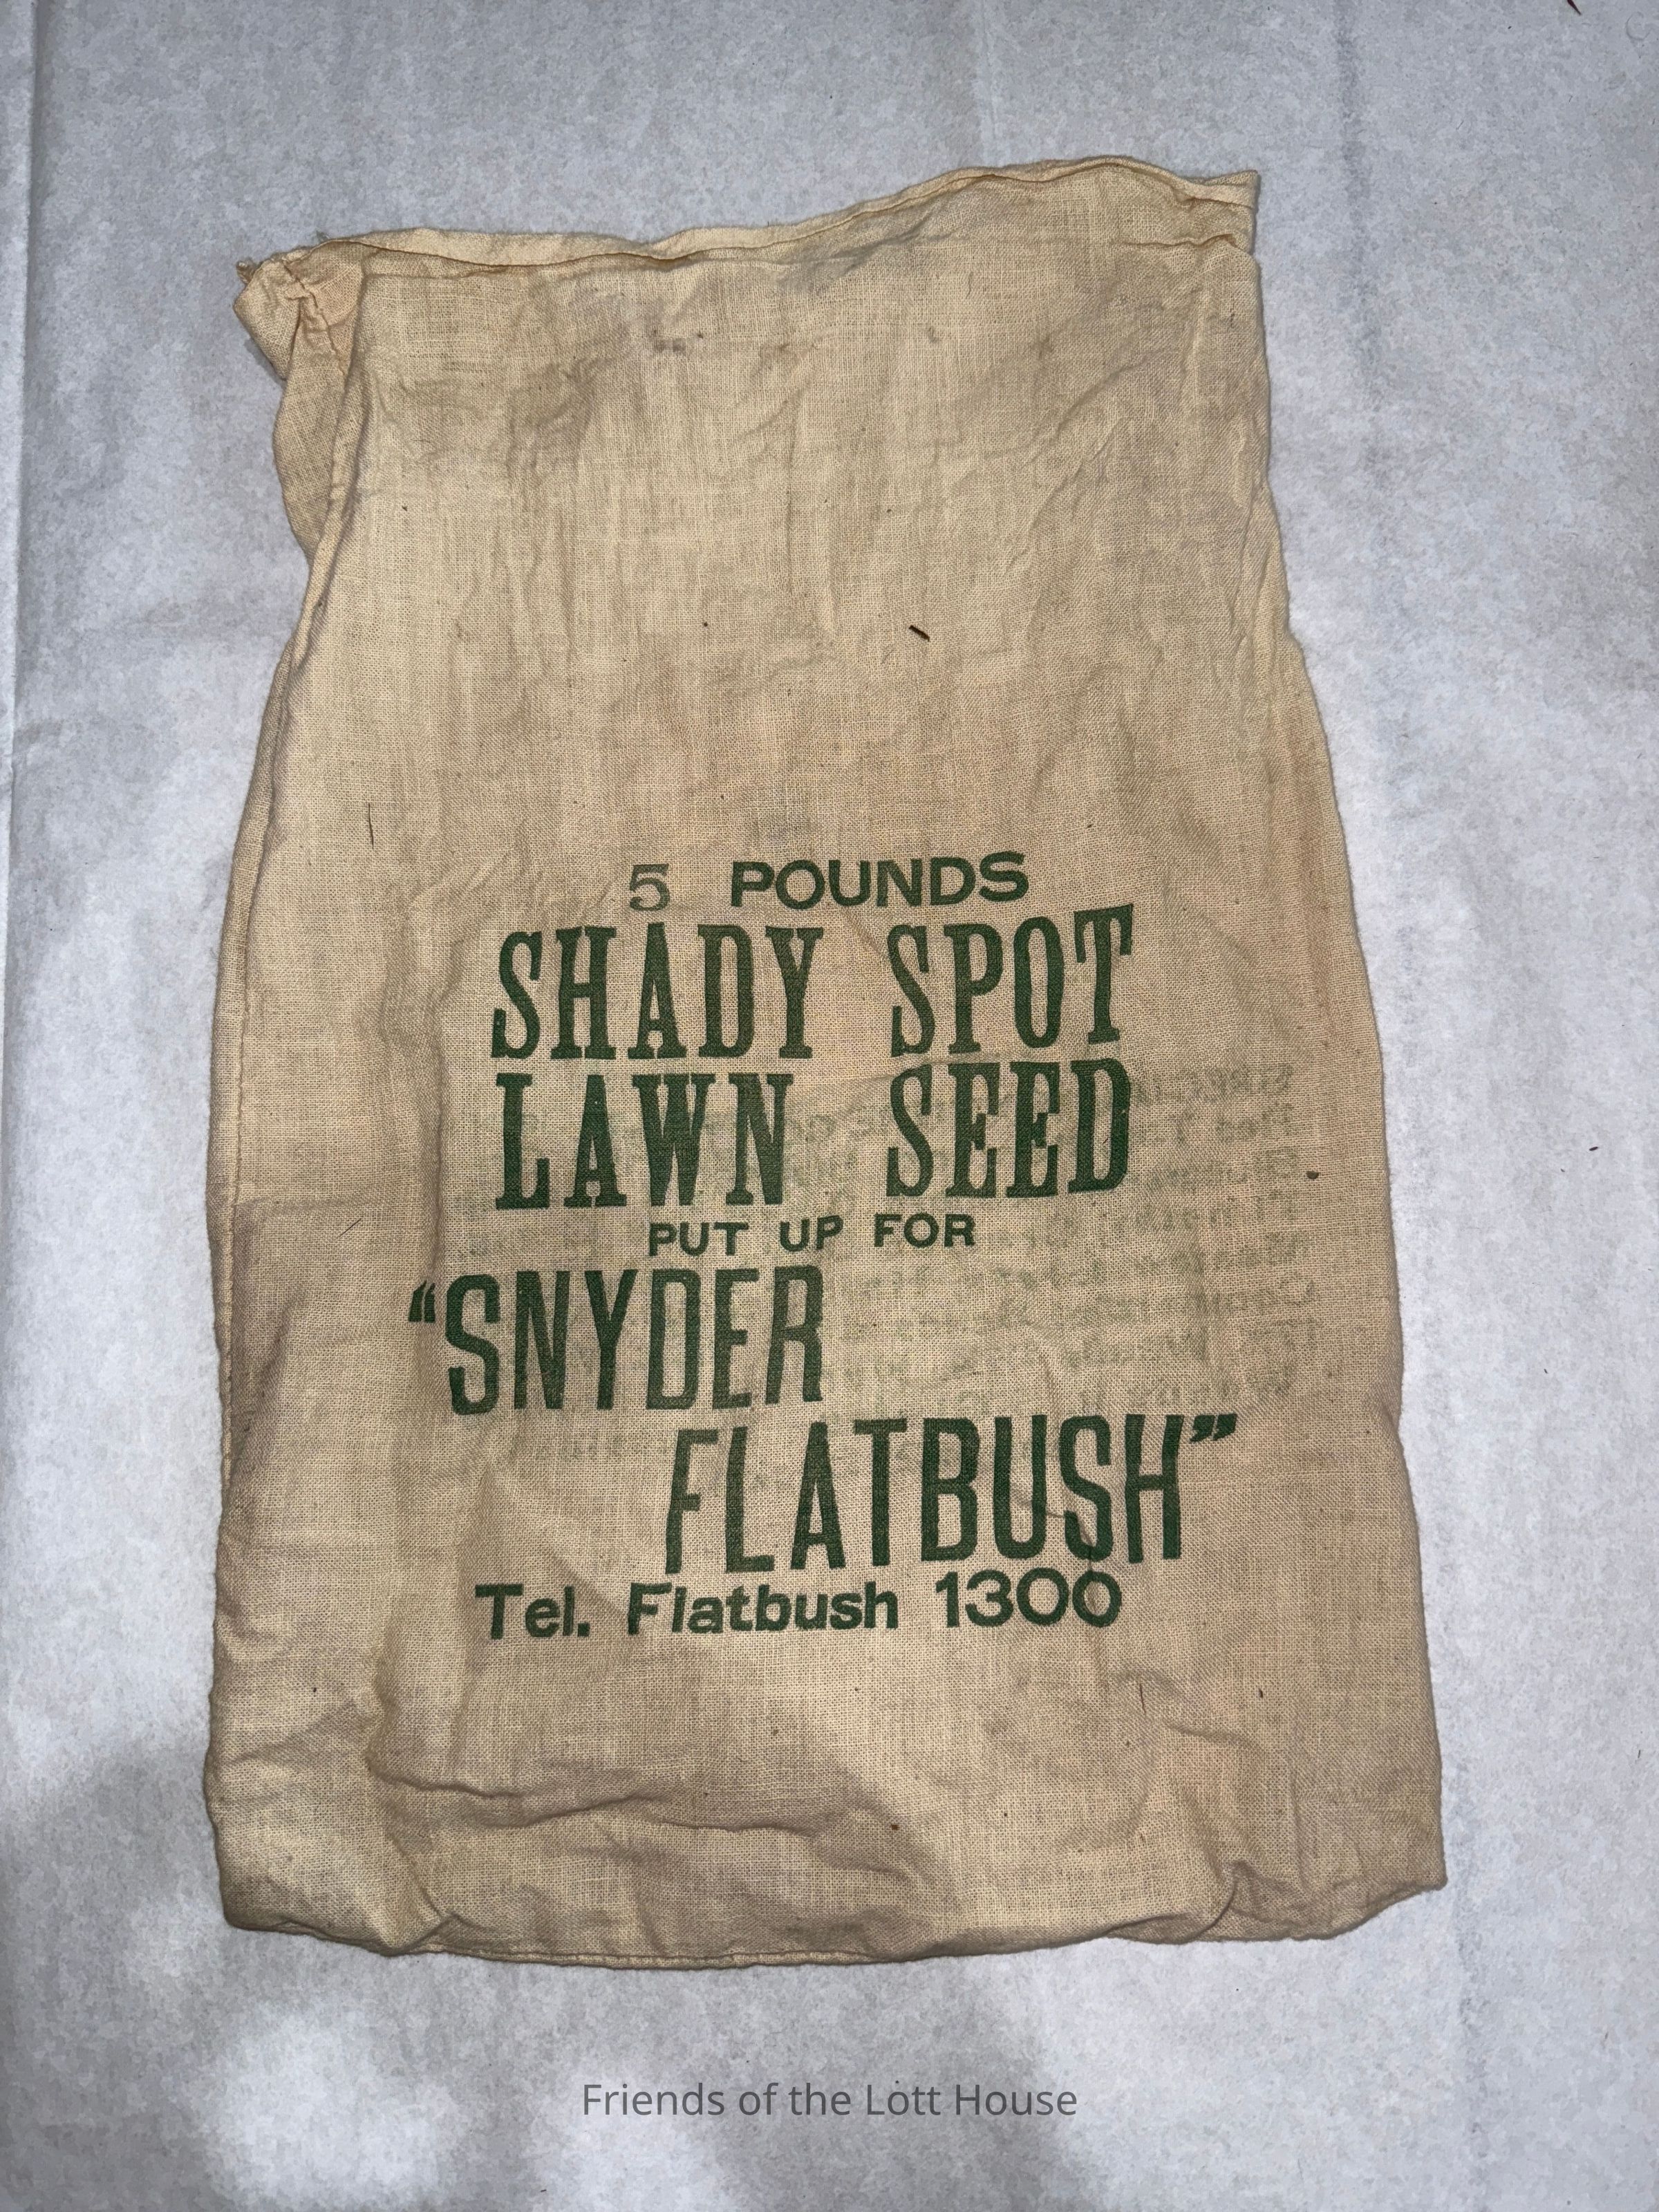 5 POUNDS
SHADY SPOT
LAWN SEED
PUT UP FOR
“SNYDER
FLATBUSH”
Tel. Flatbush 1300
Friends of the Lott House